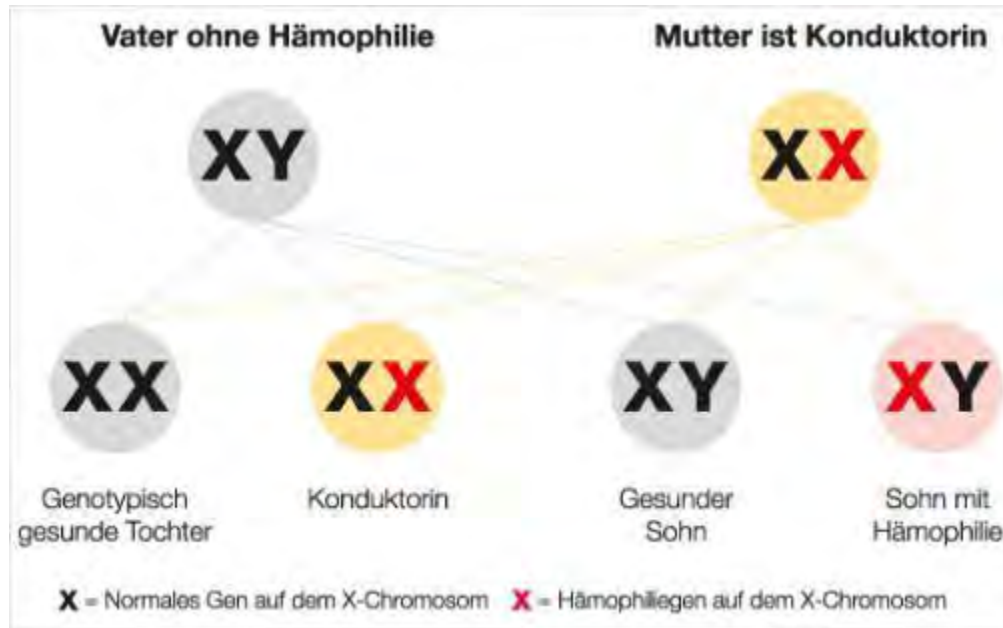 Vater ohne Hämophilie
Mutter ist Konduktorin
XY
XX
XX
XX
XY
XY
Genotypisch
gesunde Tochter
Konduktorin
Gesunder
Sohn
Sohn mit
Hämophilie
X = Normales Gen auf dem X-Chromosom X = Hämophiliegen auf dem X-Chromosom